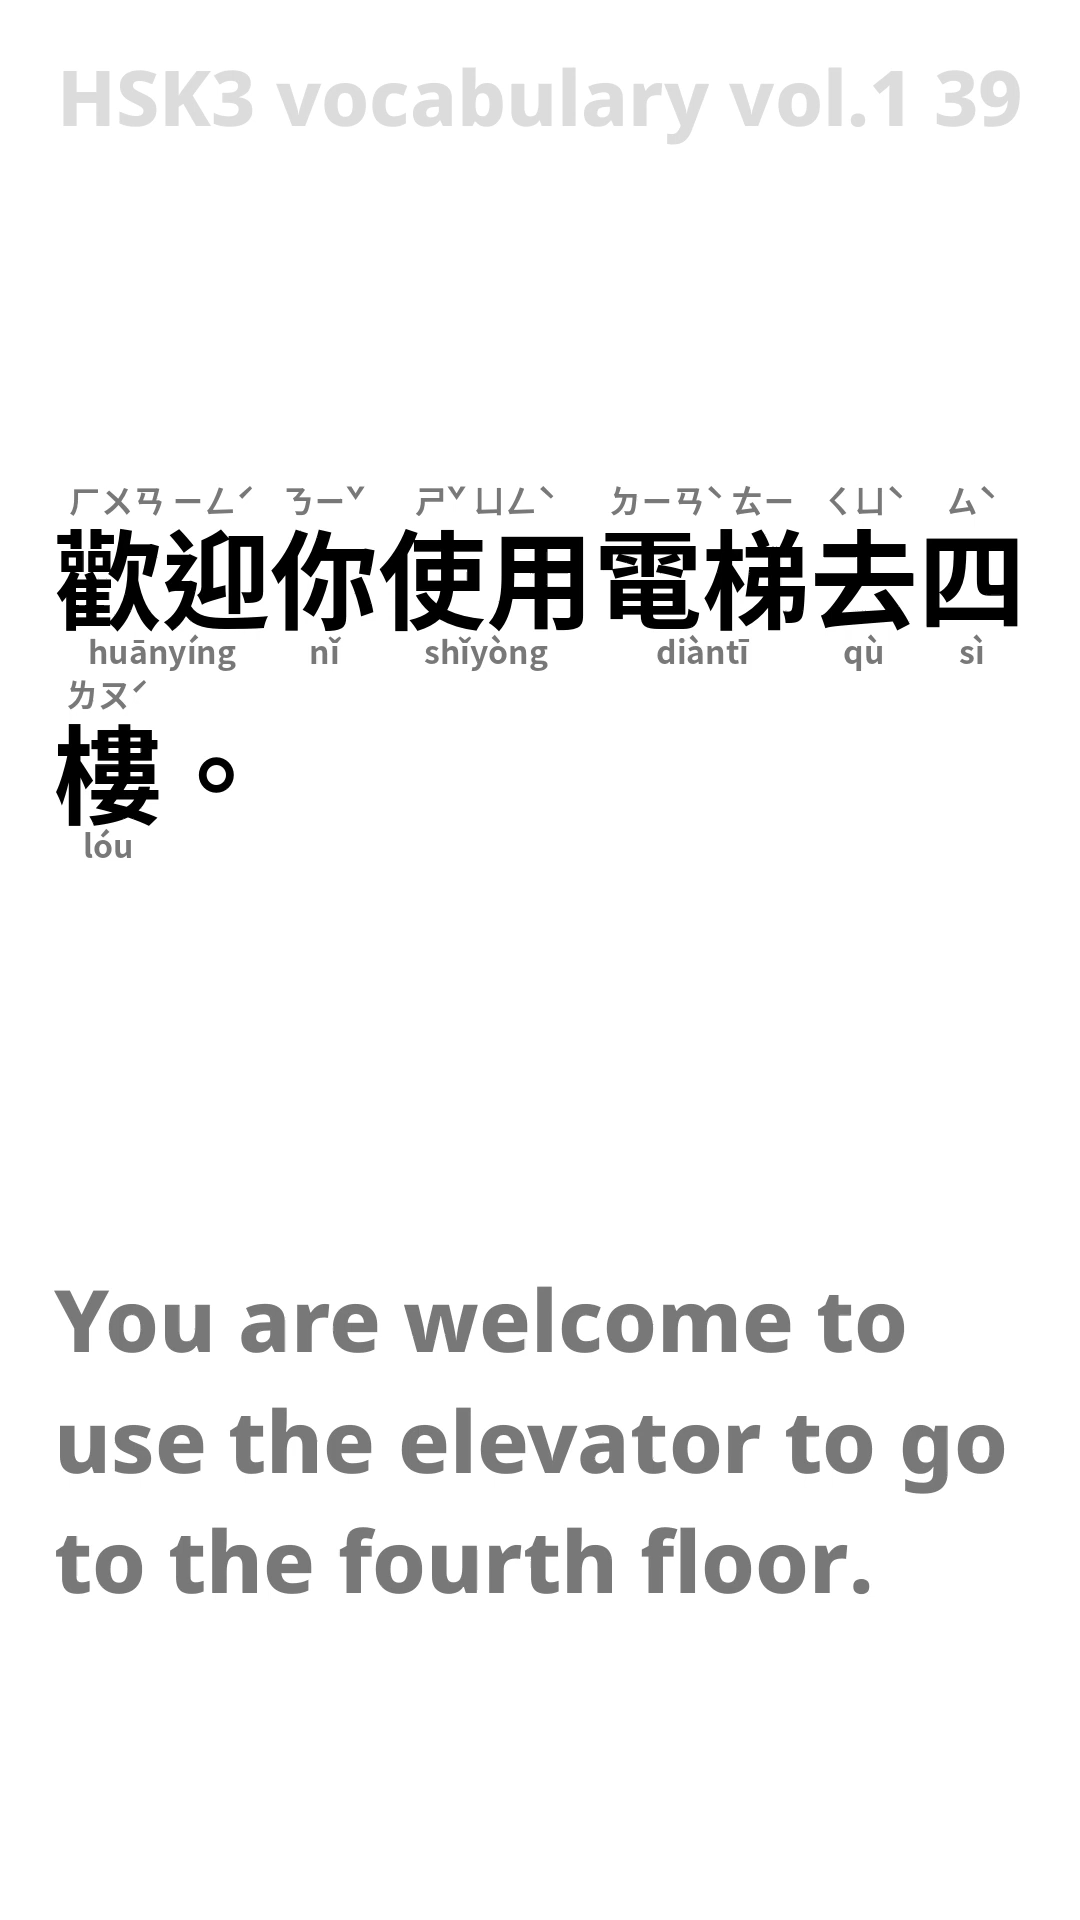 HSK3 vocabulary vol.1 39
ㄏㄨㄢ ㄧㄥˊ ㄋㄧˇ ㄕˇ ㄩㄥˋ ㄉㄧㄢˋ ㄊㄧ ㄑㄩˋ ㄙˋ
歡迎你使用電梯去四
huānyíng nǐ shǐyòng diàntī qù sì
ㄌㄡˊ
樓。
lóu
You are welcome to
use the elevator to go
to the fourth floor.